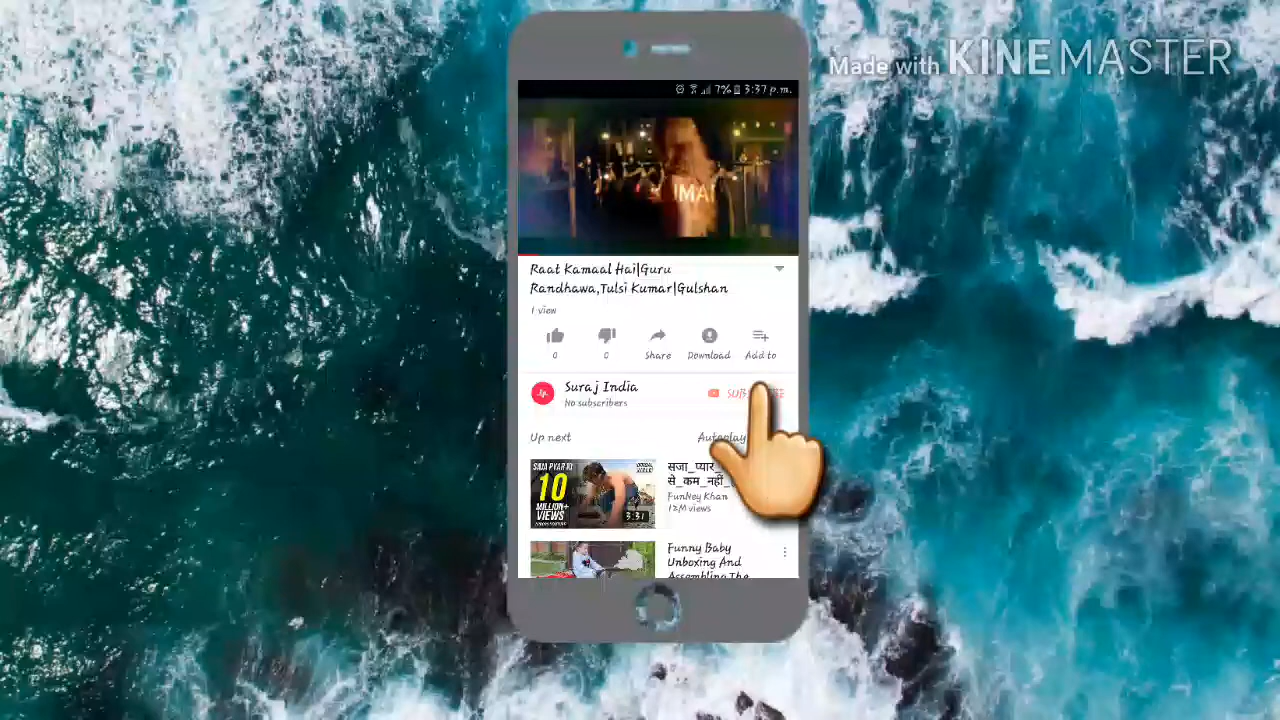 Made with KINEMASTER
7% 3:37 p.m.
Raat Kamaal Hai|Guru
Randhawa,Tulsi Kumar|Gulshan
1 view
0
0
Share
Download
Add to
Suraj India
No subscribers
Up next
Autoplay
10
MILLION+
VIEWS
3:31
सजा_प्यार
से_कम_नहीं
FunNey Khan
12M views
Funny Baby
Unboxing And
Assembling The